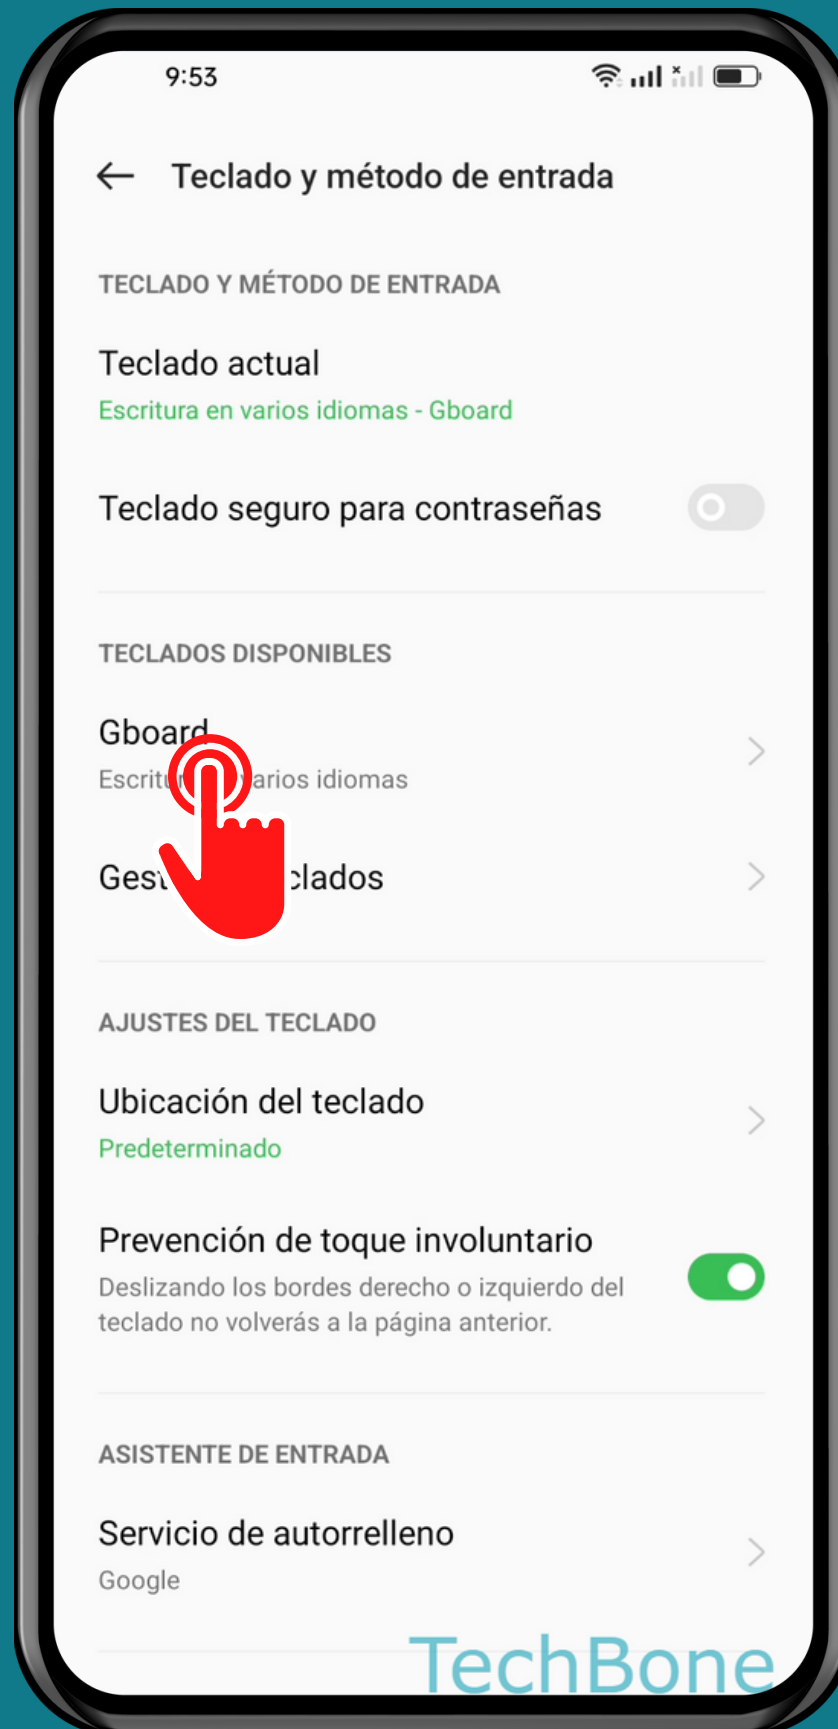 9:53
Teclado y método de entrada
TECLADO Y MÉTODO DE ENTRADA
Teclado actual
Escritura en varios idiomas - Gboard
Teclado seguro para contraseñas
TECLADOS DISPONIBLES
Gboard
varios idiomas
AJUSTES DEL TECLADO
Ubicación del teclado
Predeterminado
Prevención de toque involuntario
Deslizando los bordes derecho o izquierdo del
teclado no volverás a la página anterior.
ASISTENTE DE ENTRADA
Servicio de autorrelleno
Google
TechBone